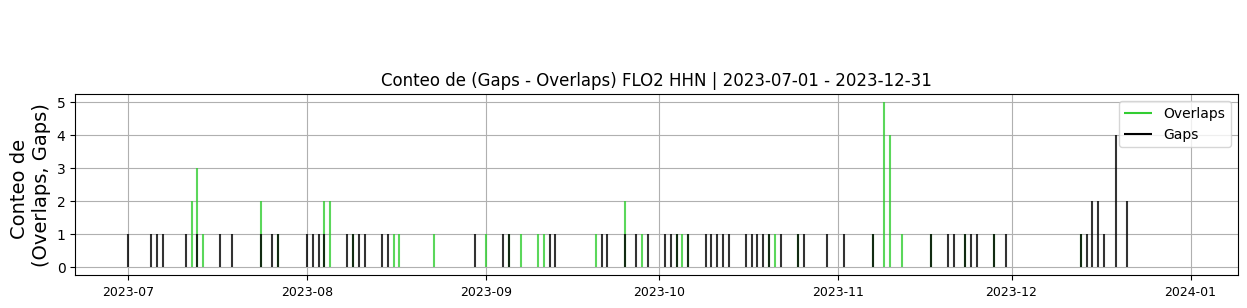 Conteo de (Gaps - Overlaps) FLO2 HHN | 2023-07-01 - 2023-12-31
Conteo de
(Overlaps, Gaps)
5
4
3
2
1
0
Overlaps
Gaps
2023-07
2023-08
2023-09
2023-10
2023-11
2023-12
2024-01